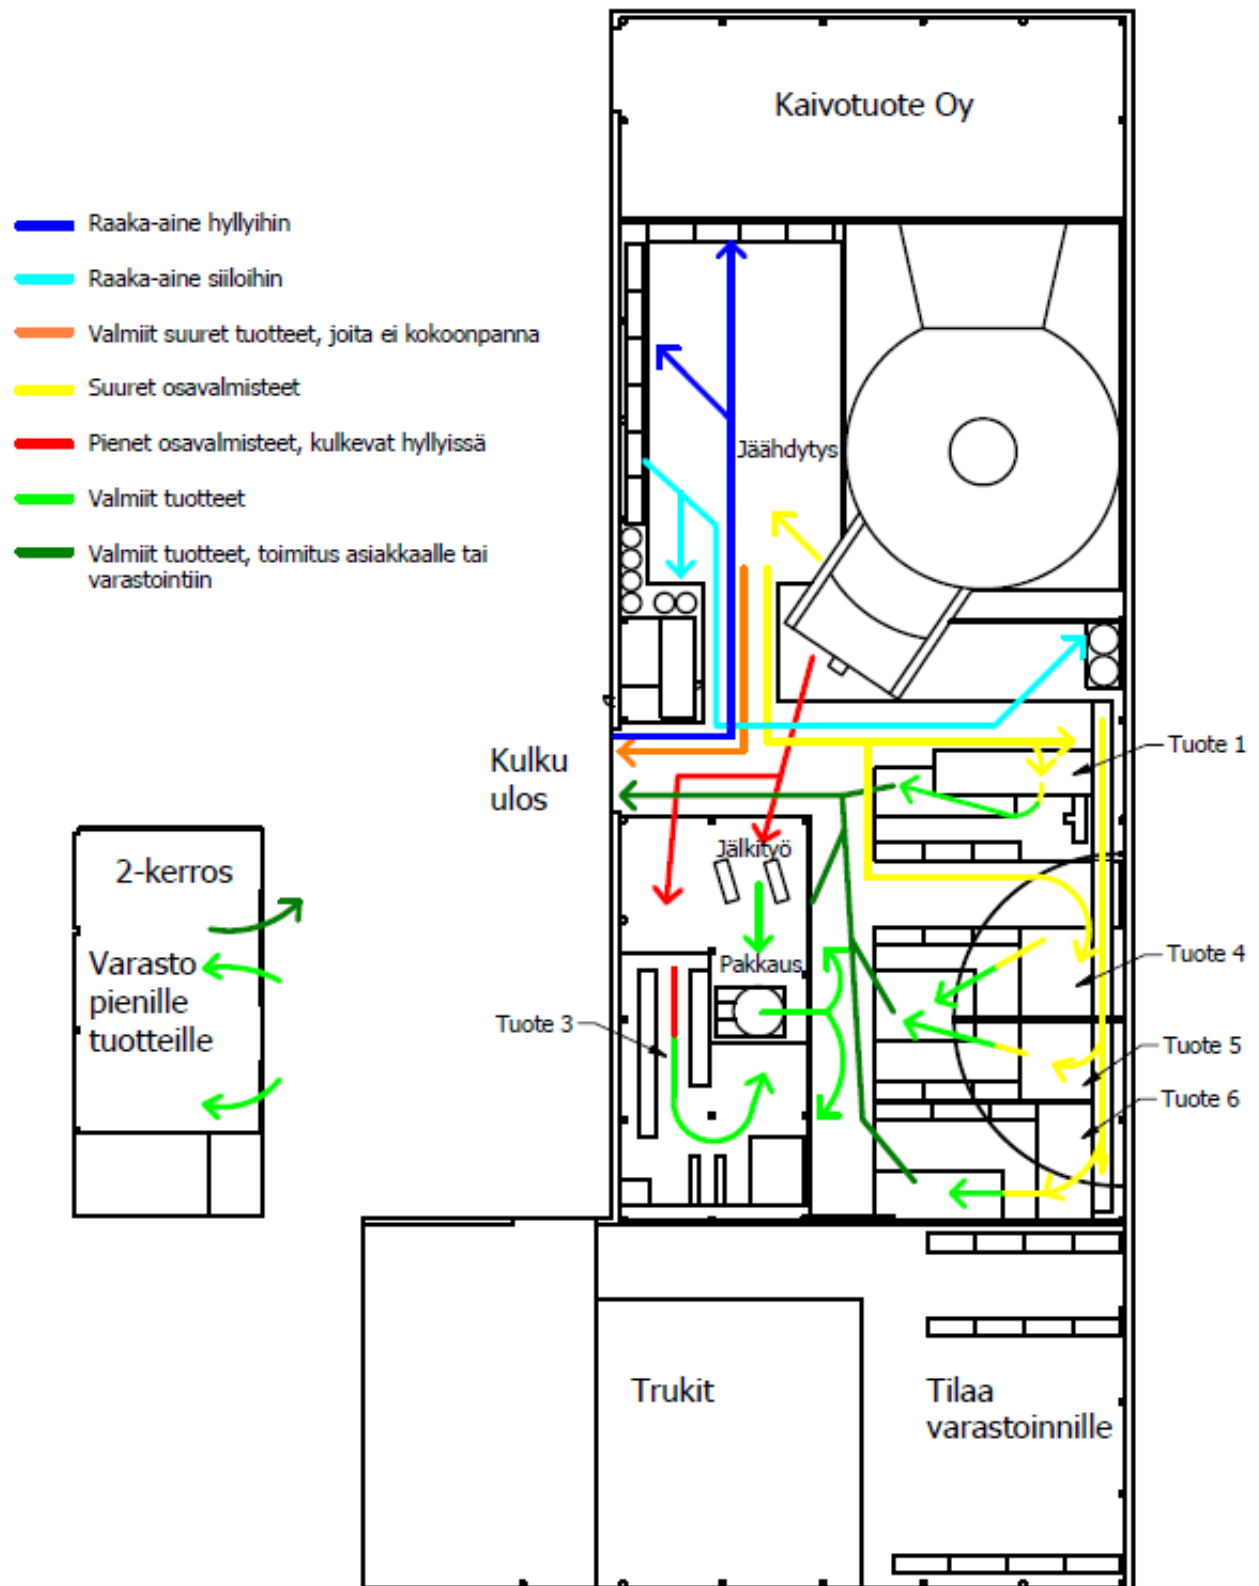 Kaivotuote Oy
Raaka-aine hyllyihin
Raaka-aine siiloihin
Valmiit suuret tuotteet, joita ei kokoonpanna
Suuret osavalmisteet
Pienet osavalmisteet, kulkevat hyllyissä
Valmiit tuotteet
Valmiit tuotteet, toimitus asiakkaalle tai
varastointiin
Jäähdytys
Kulku
ulos
Tuote 1
Jälkityö
2-kerros
Varasto
pienille
tuotteille
Pakkaus
Tuote 4
Tuote 3
Tuote 5
Tuote 6
Trukit
Tilaa
varastoinnille